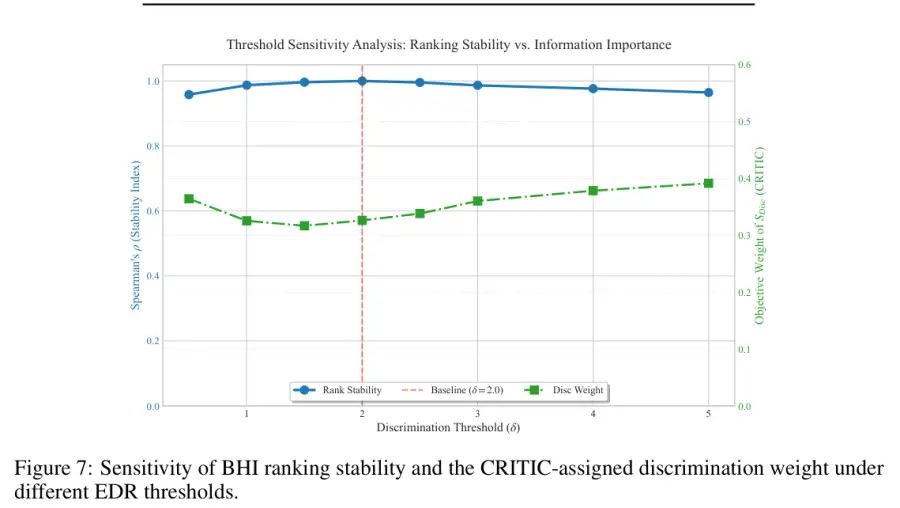 Threshold Sensitivity Analysis: Ranking Stability vs. Information Importance
1.0
0.8
0.6
0.4
0.2
0.0
Spearman's ρ (Stability Index)
0.6
0.5
0.4
0.3
0.2
0.1
0.0
Objective Weight of S_Disc (CRITIC)
Rank Stability
Baseline (δ=2.0)
Disc Weight
1 2 3 4 5
Discrimination Threshold (δ)
Figure 7: Sensitivity of BHI ranking stability and the CRITIC-assigned discrimination weight under
different EDR thresholds.